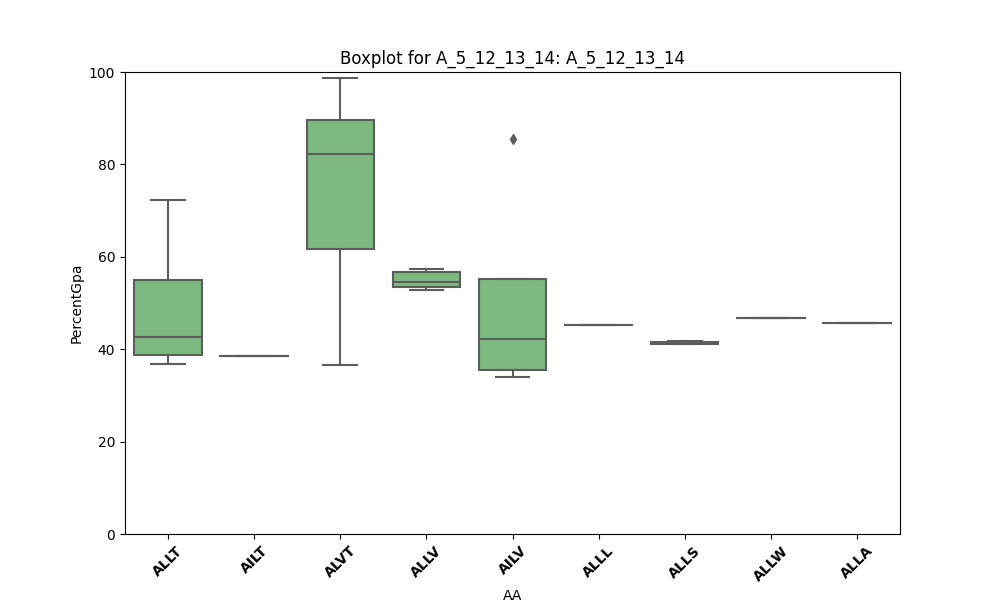 Boxplot for A_5_12_13_14: A_5_12_13_14
PercentGpa
100
80
60
40
20
0
ALLT
AILT
ALVT
ALLV
AILV
ALLL
ALLS
ALLW
ALLA
AA